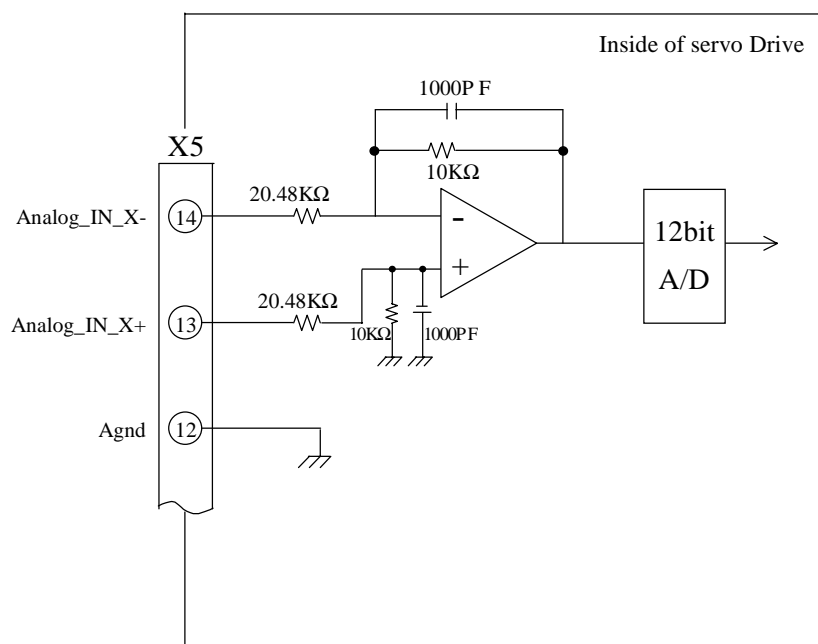 Inside of servo Drive
1000P F
X5
10KΩ
20.48KΩ
Analog_IN_X-
14
-
12bit
A/D
+
20.48KΩ
Analog_IN_X+
13
10KΩ
1000P F
Agnd
12